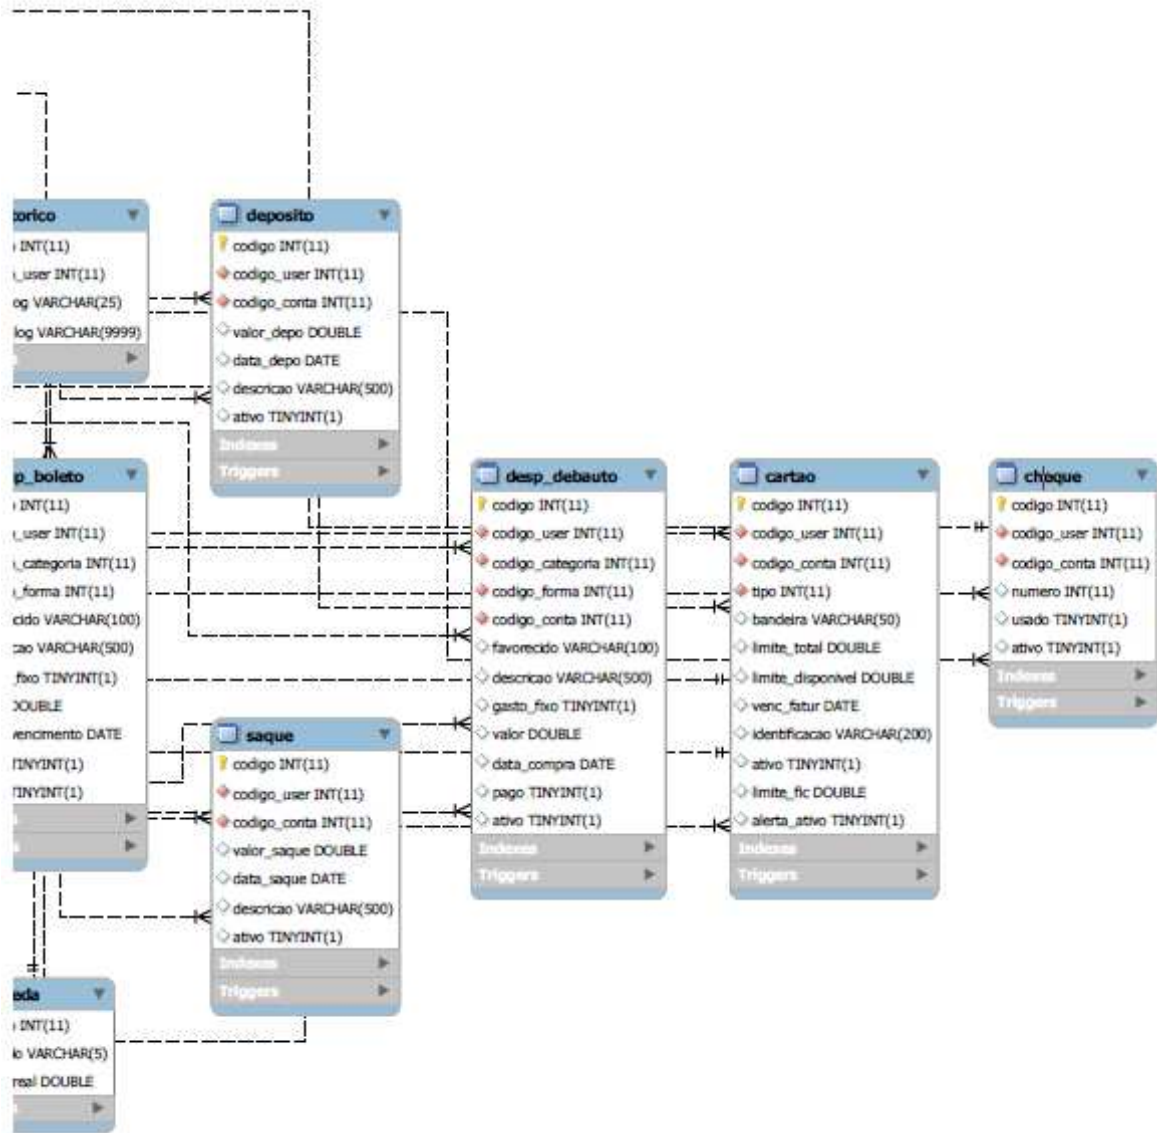 torico
INT(11)
_user INT(11)
og VARCHAR(25)
log VARCHAR(9999)
deposito
codigo INT(11)
codigo_user INT(11)
codigo_conta INT(11)
valor_depo DOUBLE
data_depo DATE
descricao VARCHAR(500)
ativo TINYINT(1)
Indexes
Triggers
p_boleto
INT(11)
_user INT(11)
_categoria INT(11)
_forma INT(11)
cido VARCHAR(100)
cao VARCHAR(500)
_fixo TINYINT(1)
DOUBLE
vencimento DATE
TINYINT(1)
TINYINT(1)
desp_debauto
codigo INT(11)
codigo_user INT(11)
codigo_categoria INT(11)
codigo_forma INT(11)
codigo_conta INT(11)
favorecido VARCHAR(100)
descricao VARCHAR(500)
gasto_fixo TINYINT(1)
valor DOUBLE
data_compra DATE
pago TINYINT(1)
ativo TINYINT(1)
Indexes
Triggers
cartao
codigo INT(11)
codigo_user INT(11)
codigo_conta INT(11)
tipo INT(11)
bandeira VARCHAR(50)
limite_total DOUBLE
limite_disponivel DOUBLE
venc_fatur DATE
identificacao VARCHAR(200)
ativo TINYINT(1)
limite_fic DOUBLE
alerta_ativo TINYINT(1)
Indexes
Triggers
cheque
codigo INT(11)
codigo_user INT(11)
codigo_conta INT(11)
numero INT(11)
usado TINYINT(1)
ativo TINYINT(1)
Indexes
Triggers
saque
codigo INT(11)
codigo_user INT(11)
codigo_conta INT(11)
valor_saque DOUBLE
data_saque DATE
descricao VARCHAR(500)
ativo TINYINT(1)
Indexes
Triggers
eda
INT(11)
lo VARCHAR(5)
real DOUBLE